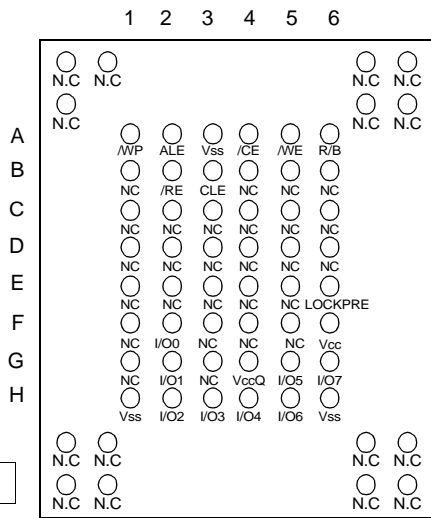 1 2 3 4 5 6
N.C N.C N.C N.C
N.C N.C N.C
A
/WP ALE Vss /CE /WE R/B
B
NC /RE CLE NC NC NC
C
NC NC NC NC NC NC
D
NC NC NC NC NC NC
E
NC NC NC NC NC LOCKPRE
F
NC I/O0 NC NC NC Vcc
G
NC I/O1 NC VccQ I/O5 I/O7
H
Vss I/O2 I/O3 I/O4 I/O6 Vss
N.C N.C N.C N.C
N.C N.C N.C N.C